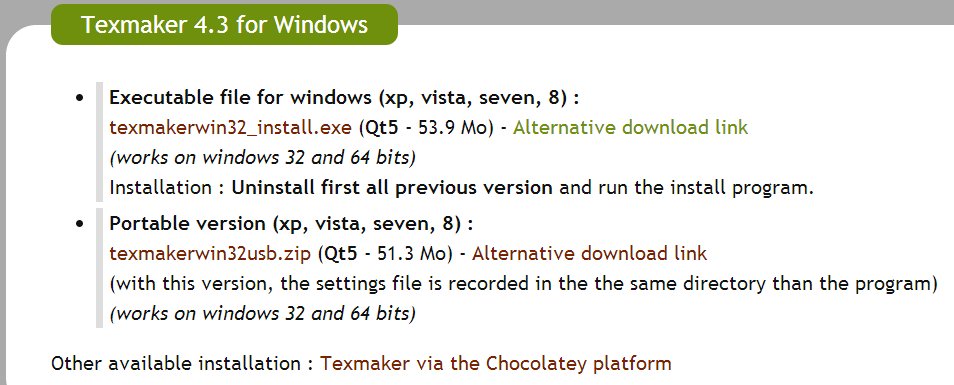 Texmaker 4.3 for Windows
Executable file for windows (xp, vista, seven, 8) :
texmakerwin32_install.exe (Qt5 - 53.9 Mo) - Alternative download link
(works on windows 32 and 64 bits)
Installation : Uninstall first all previous version and run the install program.
Portable version (xp, vista, seven, 8) :
texmakerwin32usb.zip (Qt5 - 51.3 Mo) - Alternative download link
(with this version, the settings file is recorded in the the same directory than the program)
(works on windows 32 and 64 bits)
Other available installation : Texmaker via the Chocolatey platform